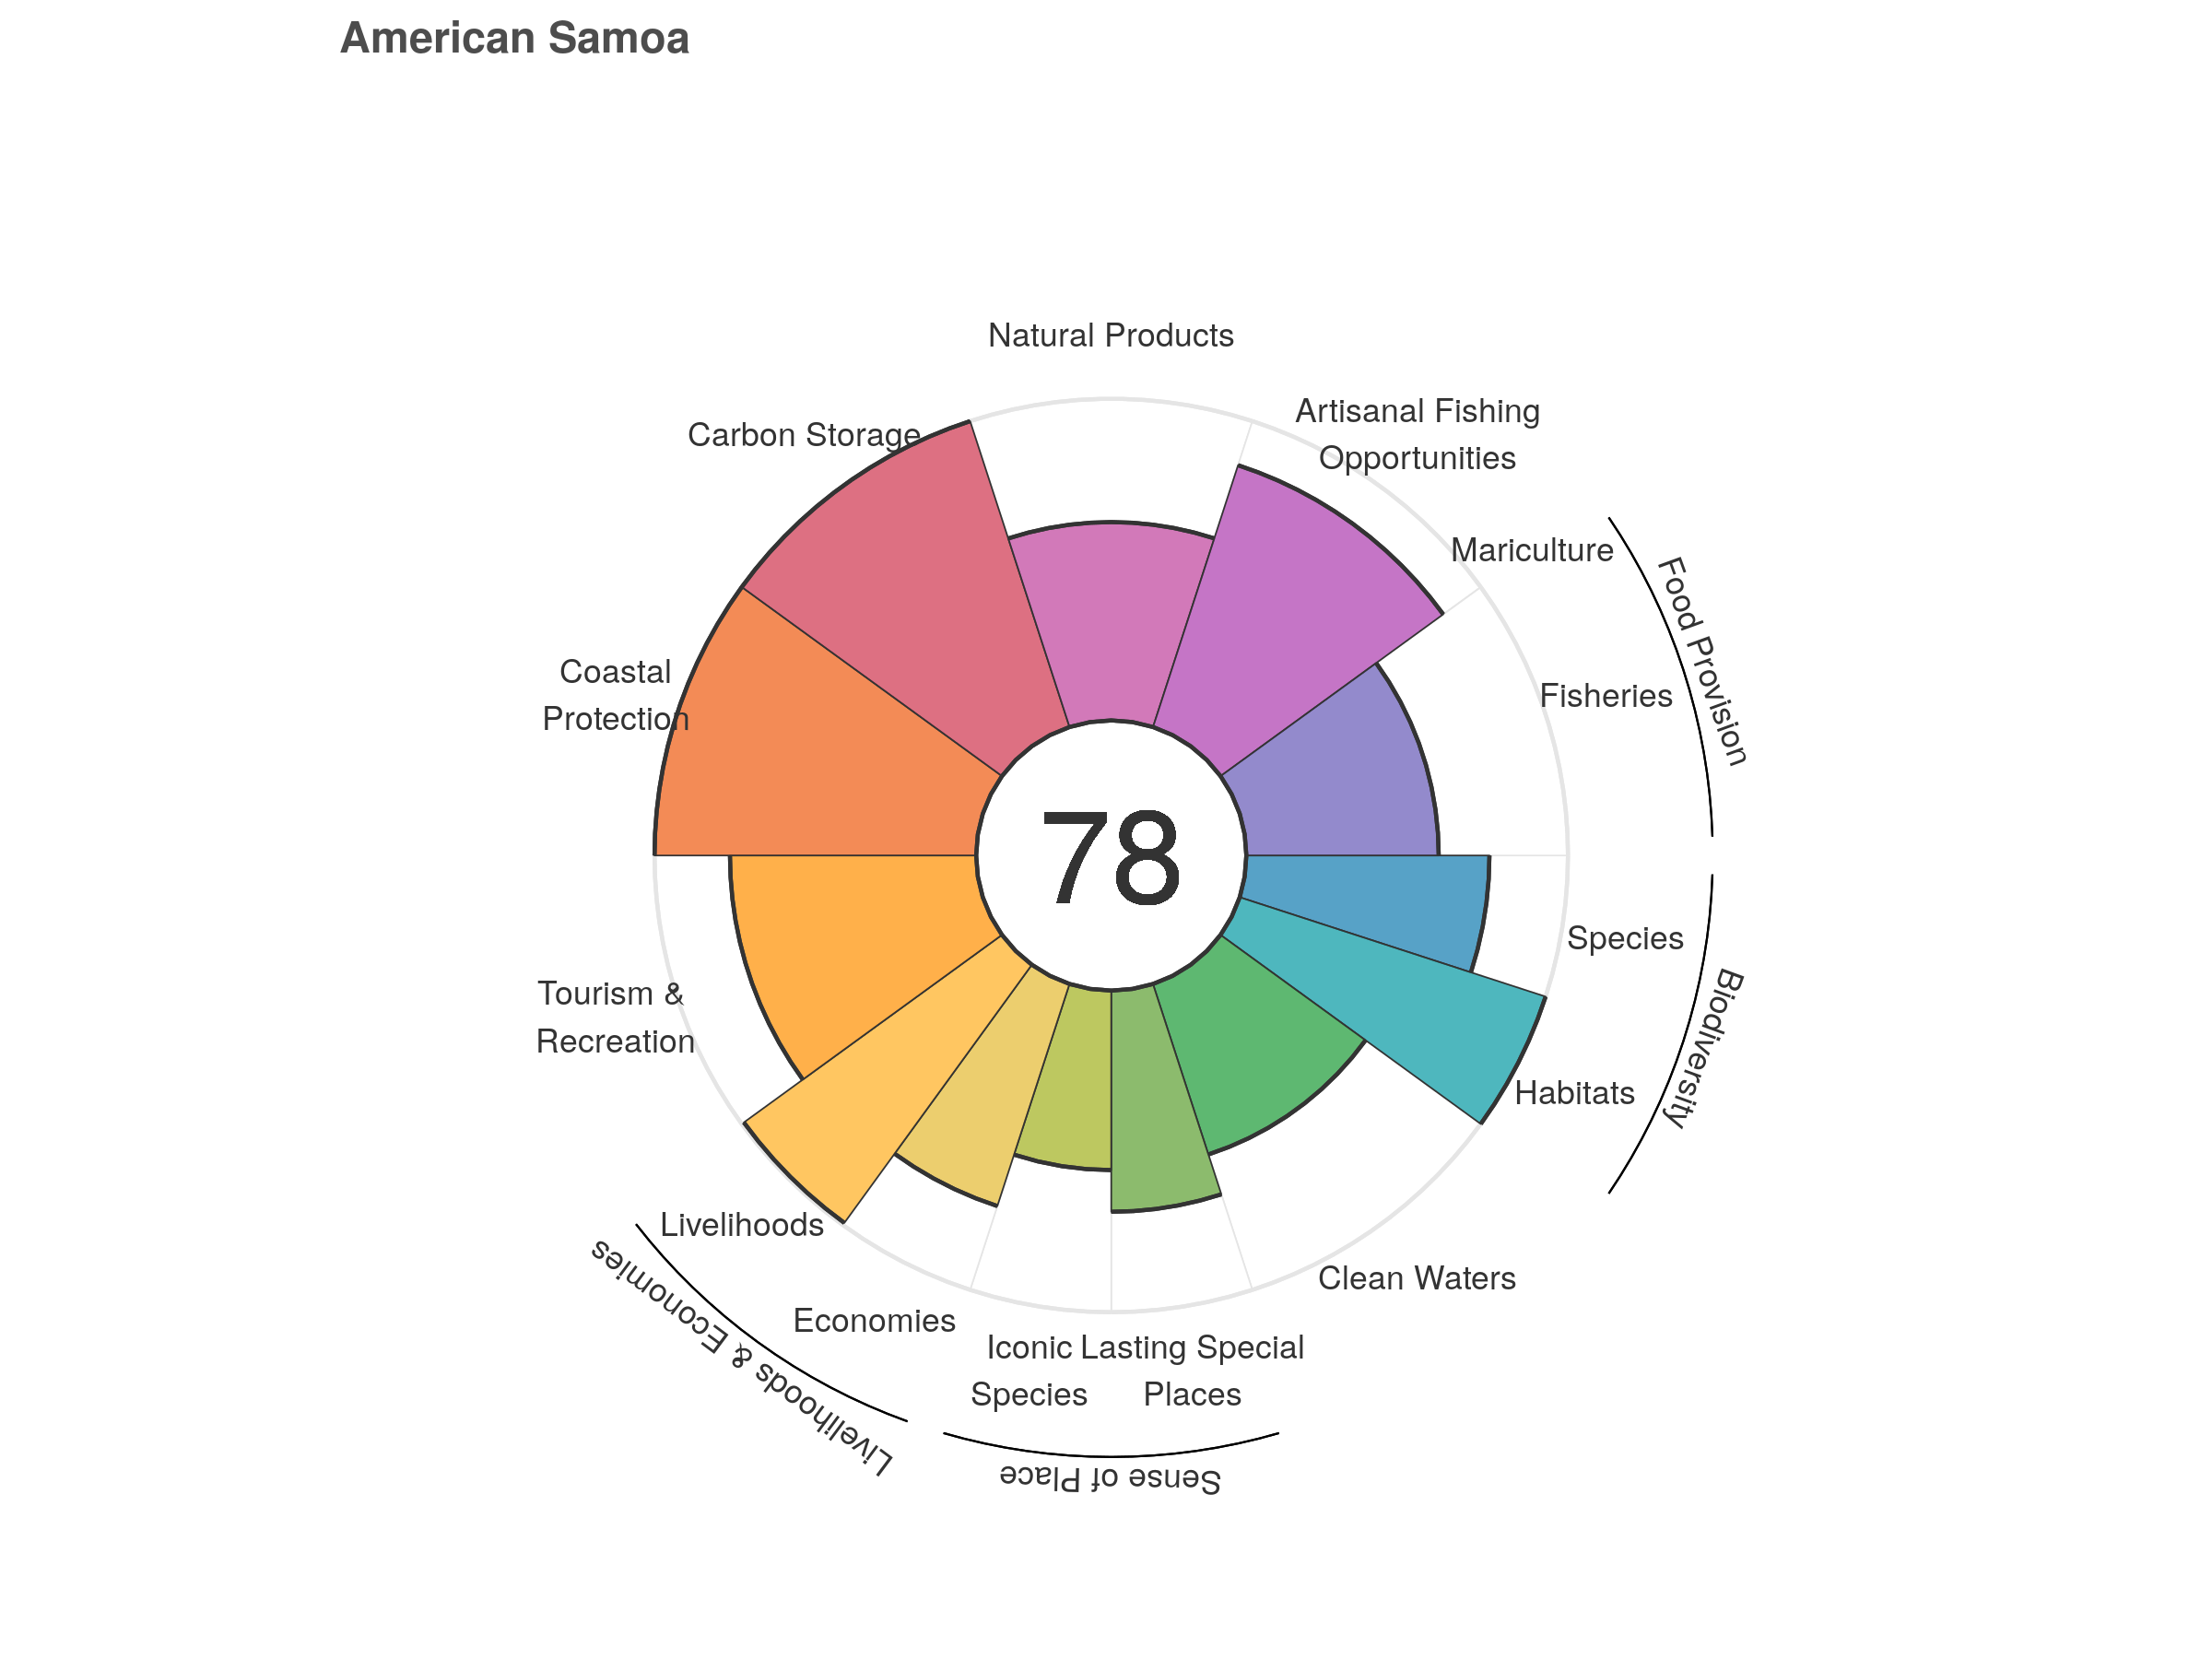 American Samoa
Natural Products
Artisanal Fishing
Opportunities
Carbon Storage
Mariculture
Food Provision
Fisheries
Coastal
Protection
78
Species
Biodiversity
Tourism &
Recreation
Habitats
Livelihoods
Livelihoods & Economies
Clean Waters
Economies
Iconic
Species
Lasting Special
Places
Sense of Place